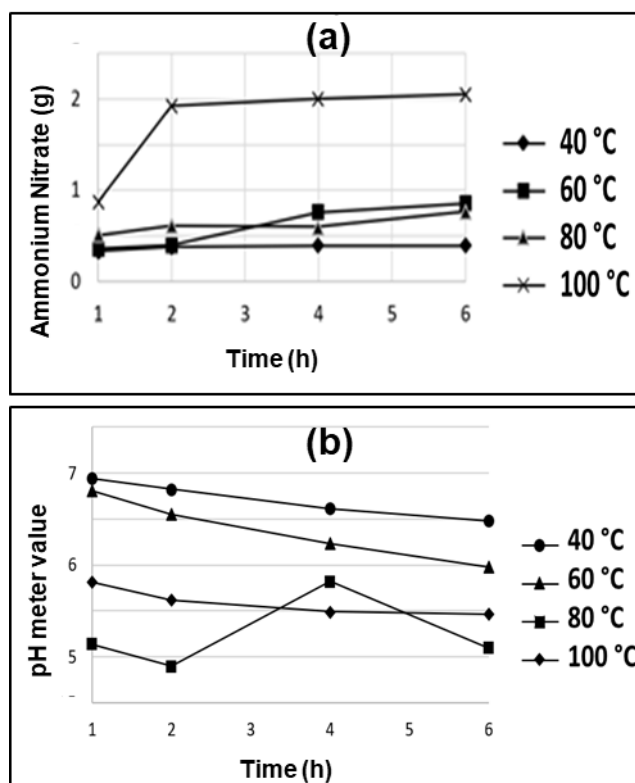 (a)
Ammonium Nitrate (g)
2
1
0
1 2 3 4 5 6
Time (h)
40 °C
60 °C
80 °C
100 °C
(b)
pH meter value
7
6
5
1 2 3 4 5 6
Time (h)
40 °C
60 °C
80 °C
100 °C